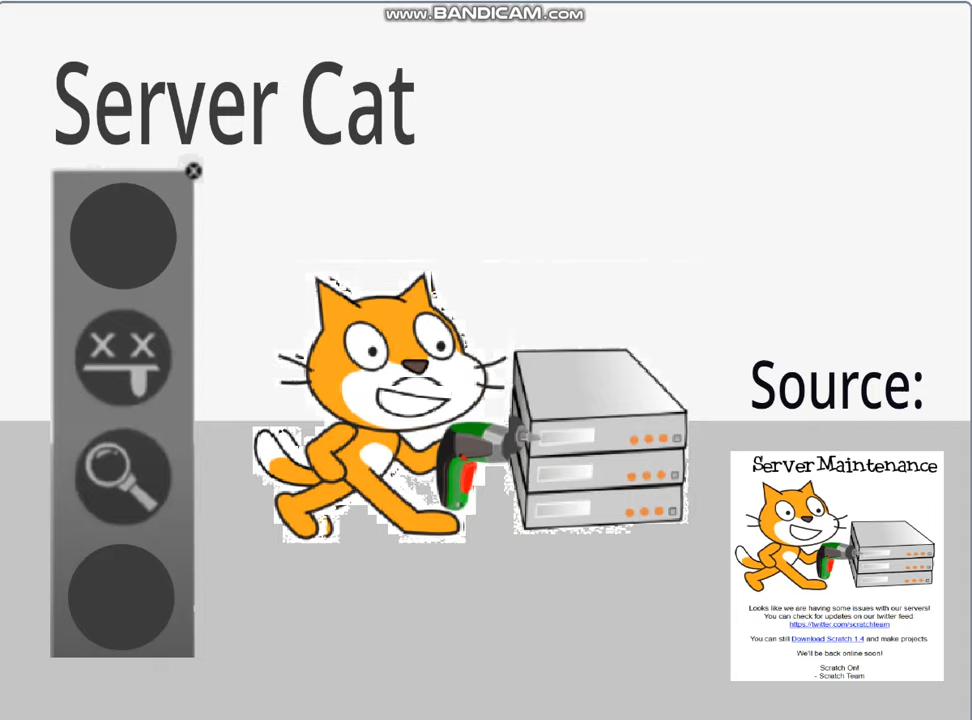 www.BANDICAM.com
Server Cat
Source:
Server Maintenance
Looks like we are having some issues with our servers!
You can check for updates on our twitter feed
https://twitter.com/scratchteam
You can still Download Scratch 1.4 and make projects
We'll be back online soon!
Scratch On!
- Scratch Team